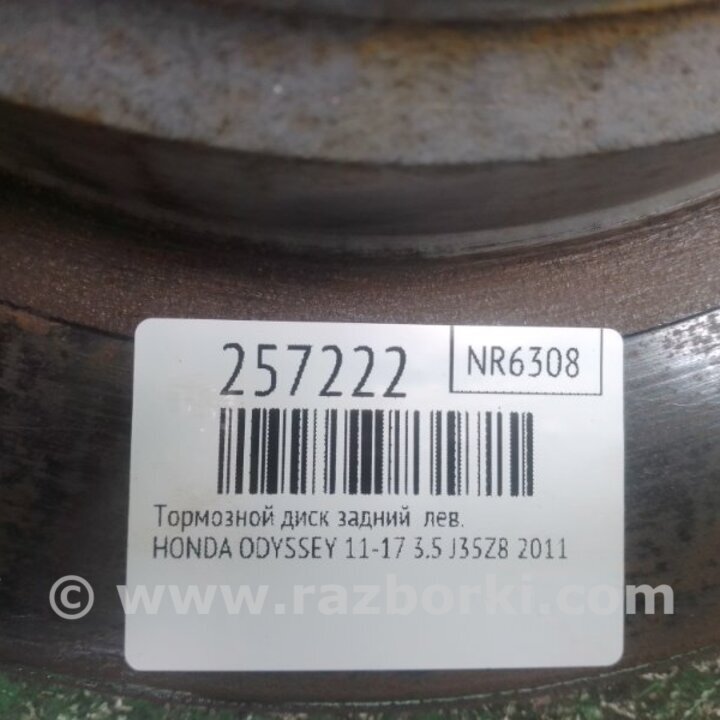 257222
NR6308
Тормозной диск задний лев.
HONDA ODYSSEY 11-17 3.5 J35Z8 2011
© www.razborki.com